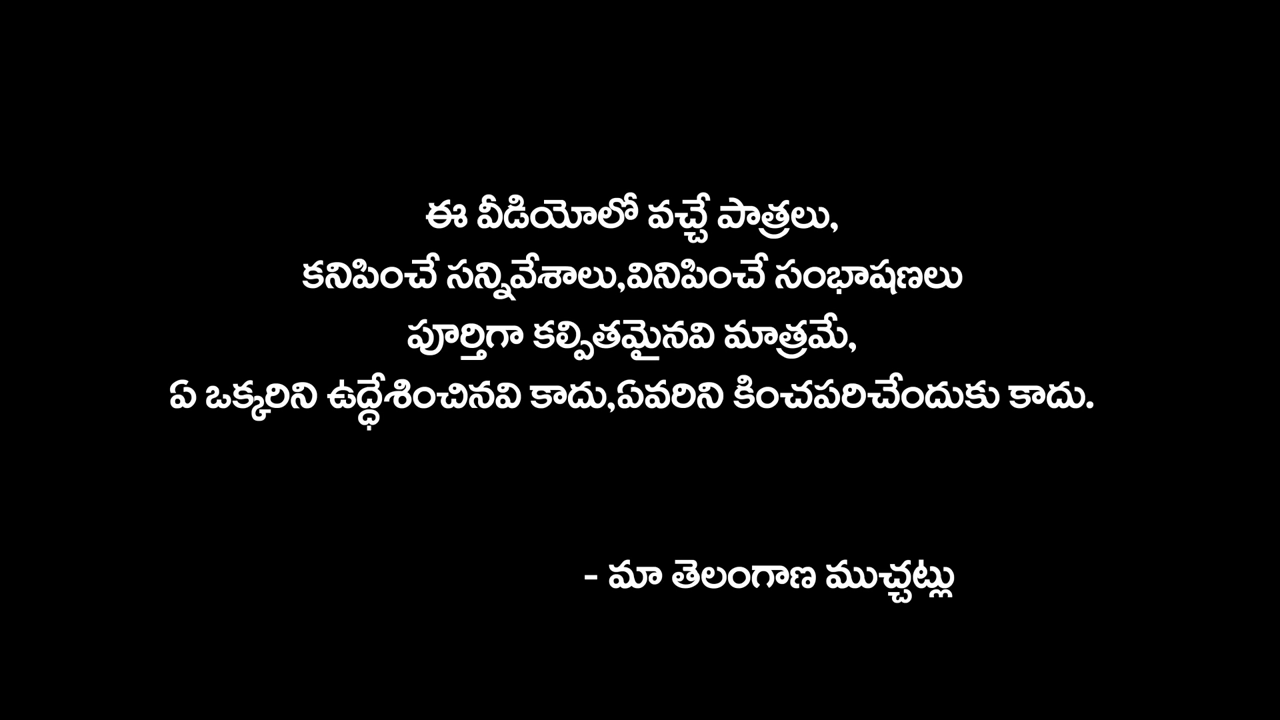 ఈ వీడియోలో వచ్చే పాత్రలు,
కనిపించే సన్నివేశాలు,వినిపించే సంభాషణలు
పూర్తిగా కల్పితమైనవి మాత్రమే,
ఏ ఒక్కరిని ఉద్ధేశించినవి కాదు,ఏవరిని కించపరిచేందుకు కాదు.
- మా తెలంగాణ ముచ్చట్లు